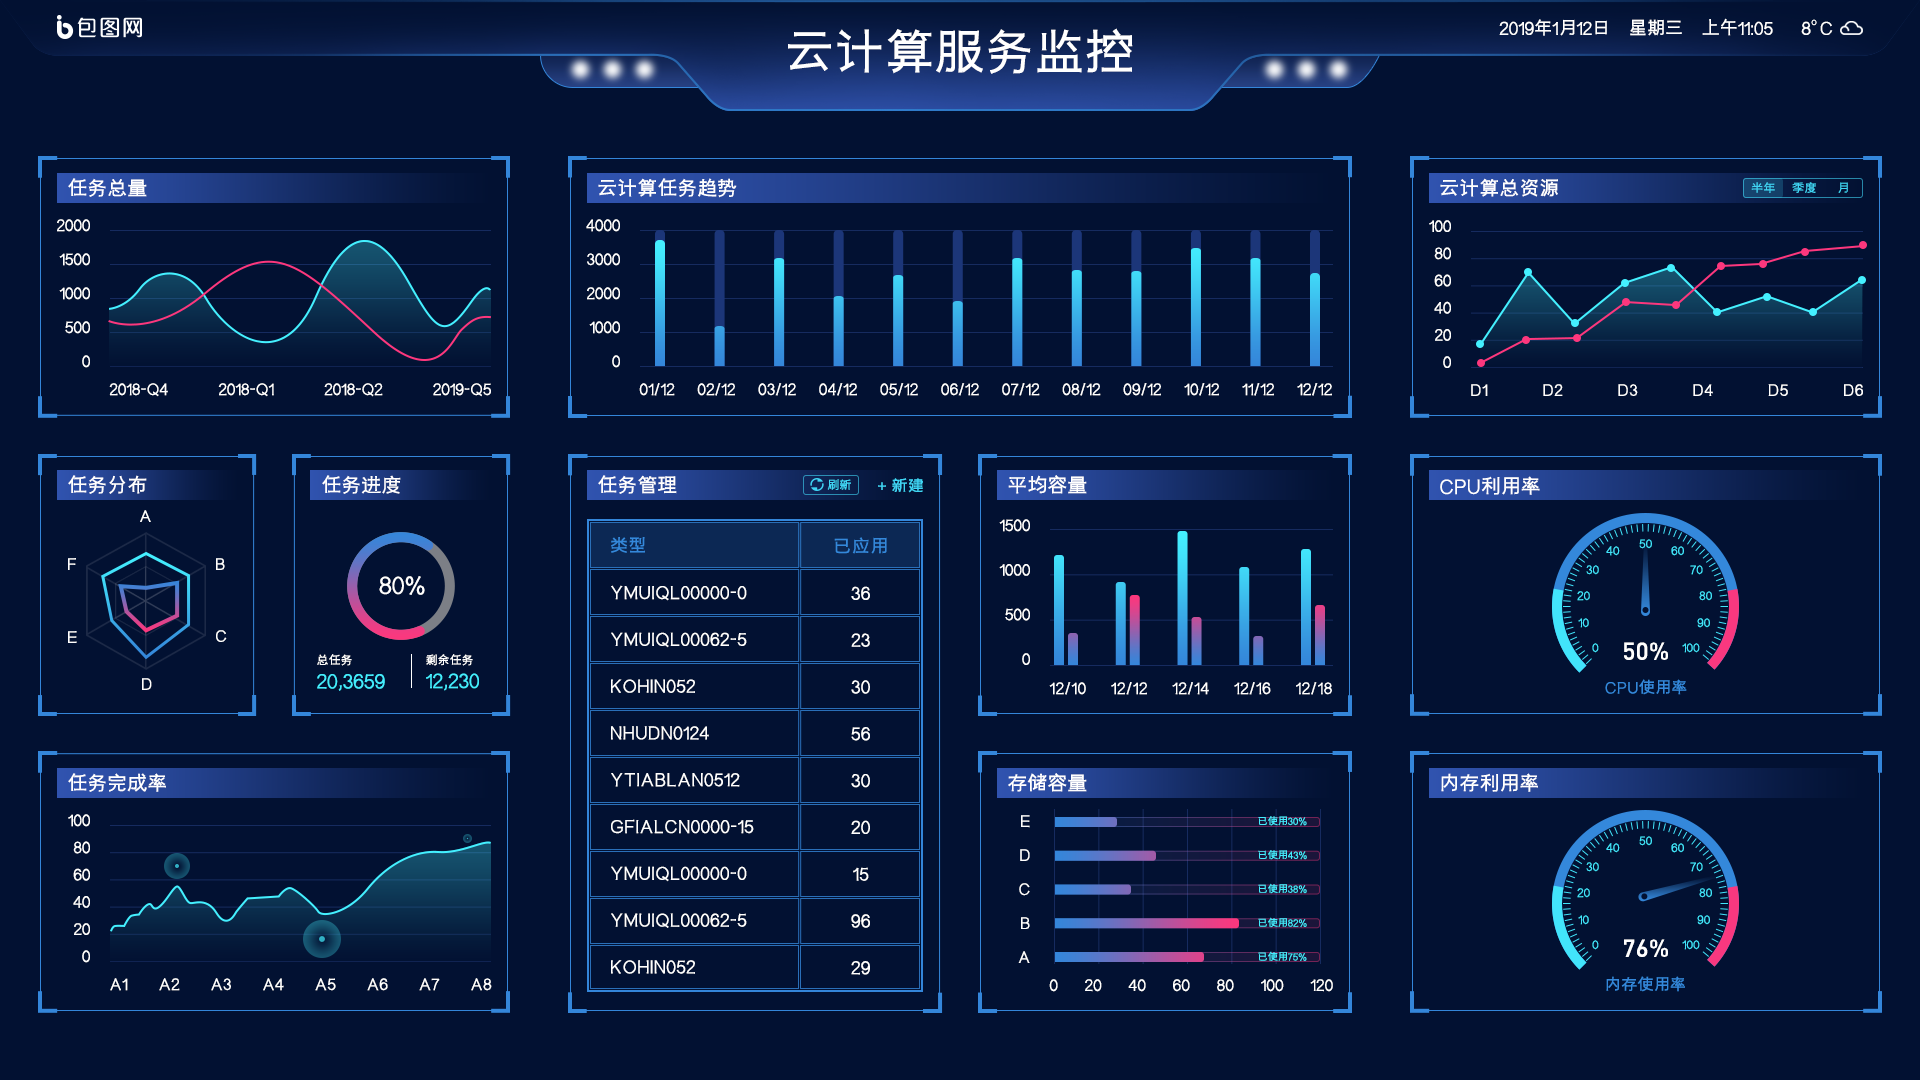 包图网
云计算服务监控
2019年1月12日 星期三 上午11:05 8°C
任务总量
2000
1500
1000
500
0
2018-Q4 2018-Q1 2018-Q2 2019-Q5
云计算任务趋势
4000
3000
2000
1000
0
01/12 02/12 03/12 04/12 05/12 06/12 07/12 08/12 09/12 10/12 11/12 12/12
云计算总资源
半年 季度 月
100
80
60
40
20
0
D1 D2 D3 D4 D5 D6
任务分布
A
F B
E C
D
任务进度
80%
总任务 剩余任务
20,3659 12,230
任务管理
刷新 + 新建
类型 已应用
YMUIQL00000-0 36
YMUIQL00062-5 23
KOHIN052 30
NHUDN0124 56
YTIABLAN0512 30
GFIALCN0000-15 20
YMUIQL00000-0 15
YMUIQL00062-5 96
KOHIN052 29
平均容量
1500
1000
500
0
12/10 12/12 12/14 12/16 12/18
CPU利用率
0 10 20 30 40 50 60 70 80 90 100
50%
CPU使用率
任务完成率
100
80
60
40
20
0
A1 A2 A3 A4 A5 A6 A7 A8
存储容量
E 已使用30%
D 已使用43%
C 已使用38%
B 已使用82%
A 已使用75%
0 20 40 60 80 100 120
内存利用率
0 10 20 30 40 50 60 70 80 90 100
76%
内存使用率